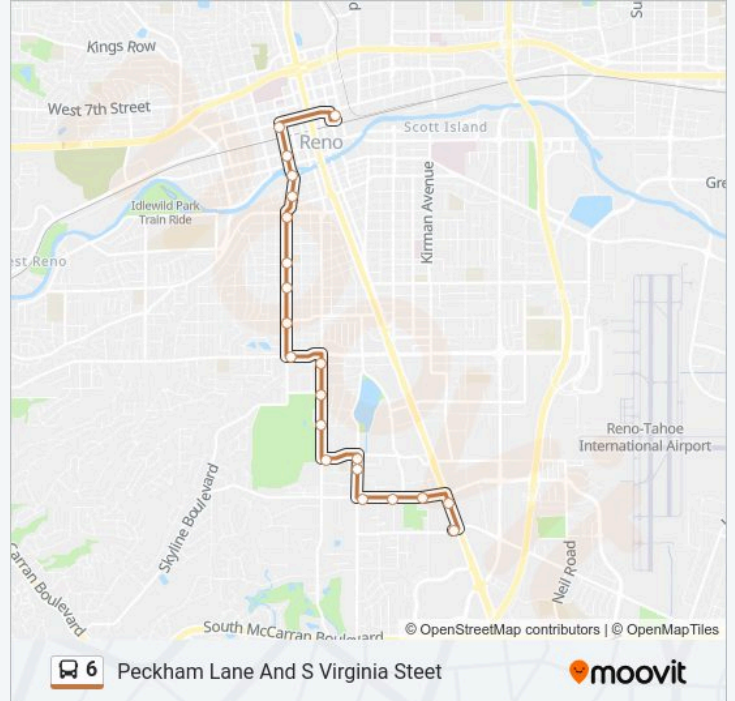 Kings Row
p
Su
West 7th Street
Scott Island
Reno
Kirman Avenue
Gre
Idlewild Park
Train Ride
est Reno
Reno-Tahoe
International Airport
Skyline Boulevard
Carran Boulevard
Neil Road
South McCarran Boulevard
© OpenStreetMap contributors | © OpenMapTiles
6 Peckham Lane And S Virginia Steet
moovit